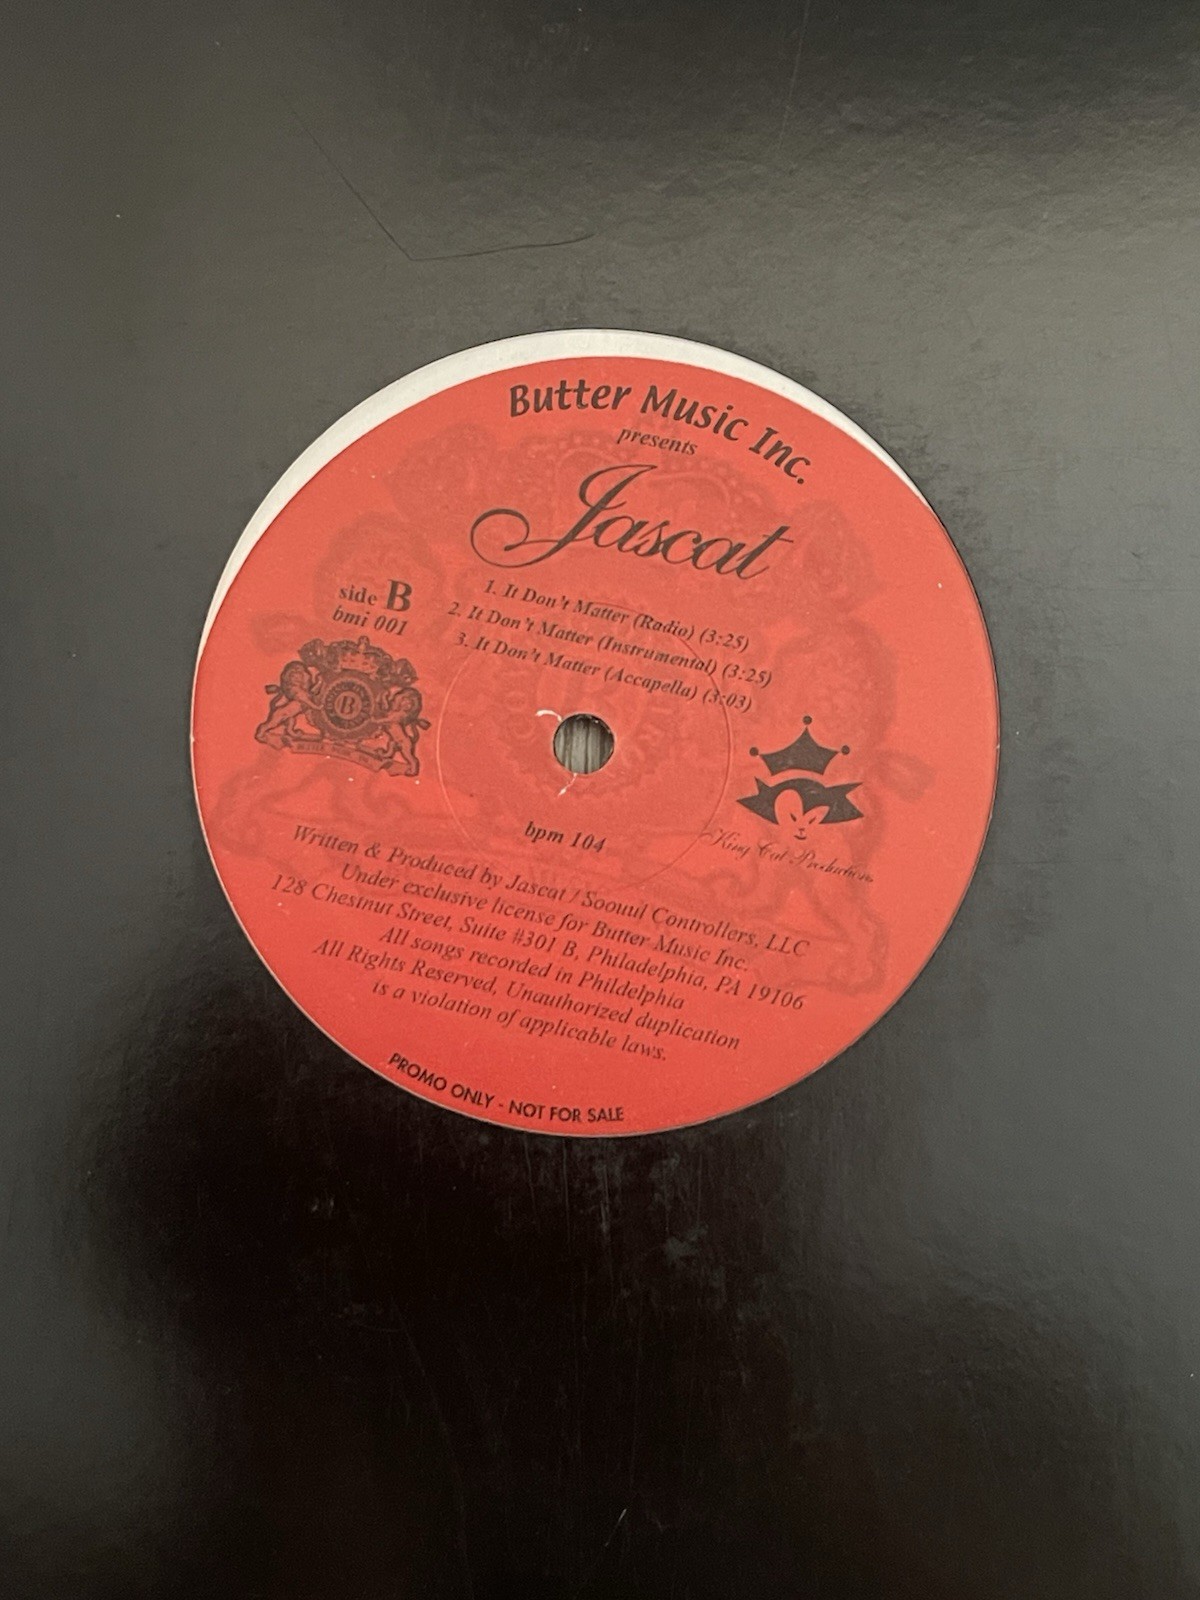 Butter Music Inc.
presents
Jascat
side B
bmi 001
1. It Don't Matter (Radio) (3:25)
2. It Don't Matter (Instrumental) (3:25)
3. It Don't Matter (Accapella) (3:03)
B
King Cat Productions
bpm 104
Written & Produced by Jascat / Soouul Controllers, LLC
Under exclusive license for Butter Music Inc.
128 Chestnut Street, Suite #301 B, Philadelphia, PA 19106
All songs recorded in Phildelphia
All Rights Reserved, Unauthorized duplication
is a violation of applicable laws.
PROMO ONLY - NOT FOR SALE